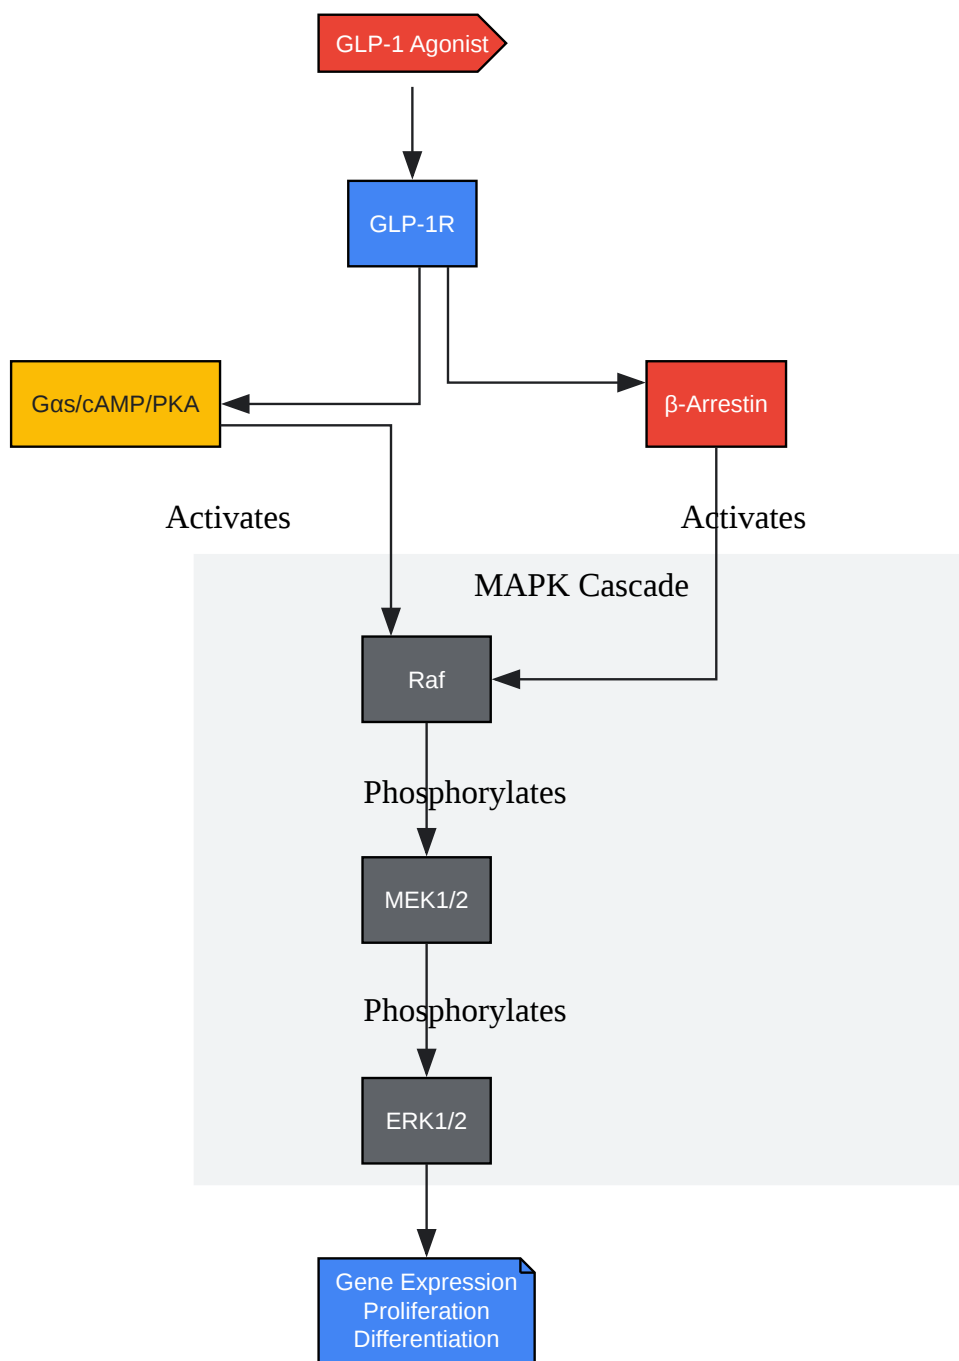 GLP-1 Agonist
GLP-1R
Gαs/cAMP/PKA
β-Arrestin
Activates
Activates
MAPK Cascade
Raf
Phosphorylates
MEK1/2
Phosphorylates
ERK1/2
Gene Expression
Proliferation
Differentiation